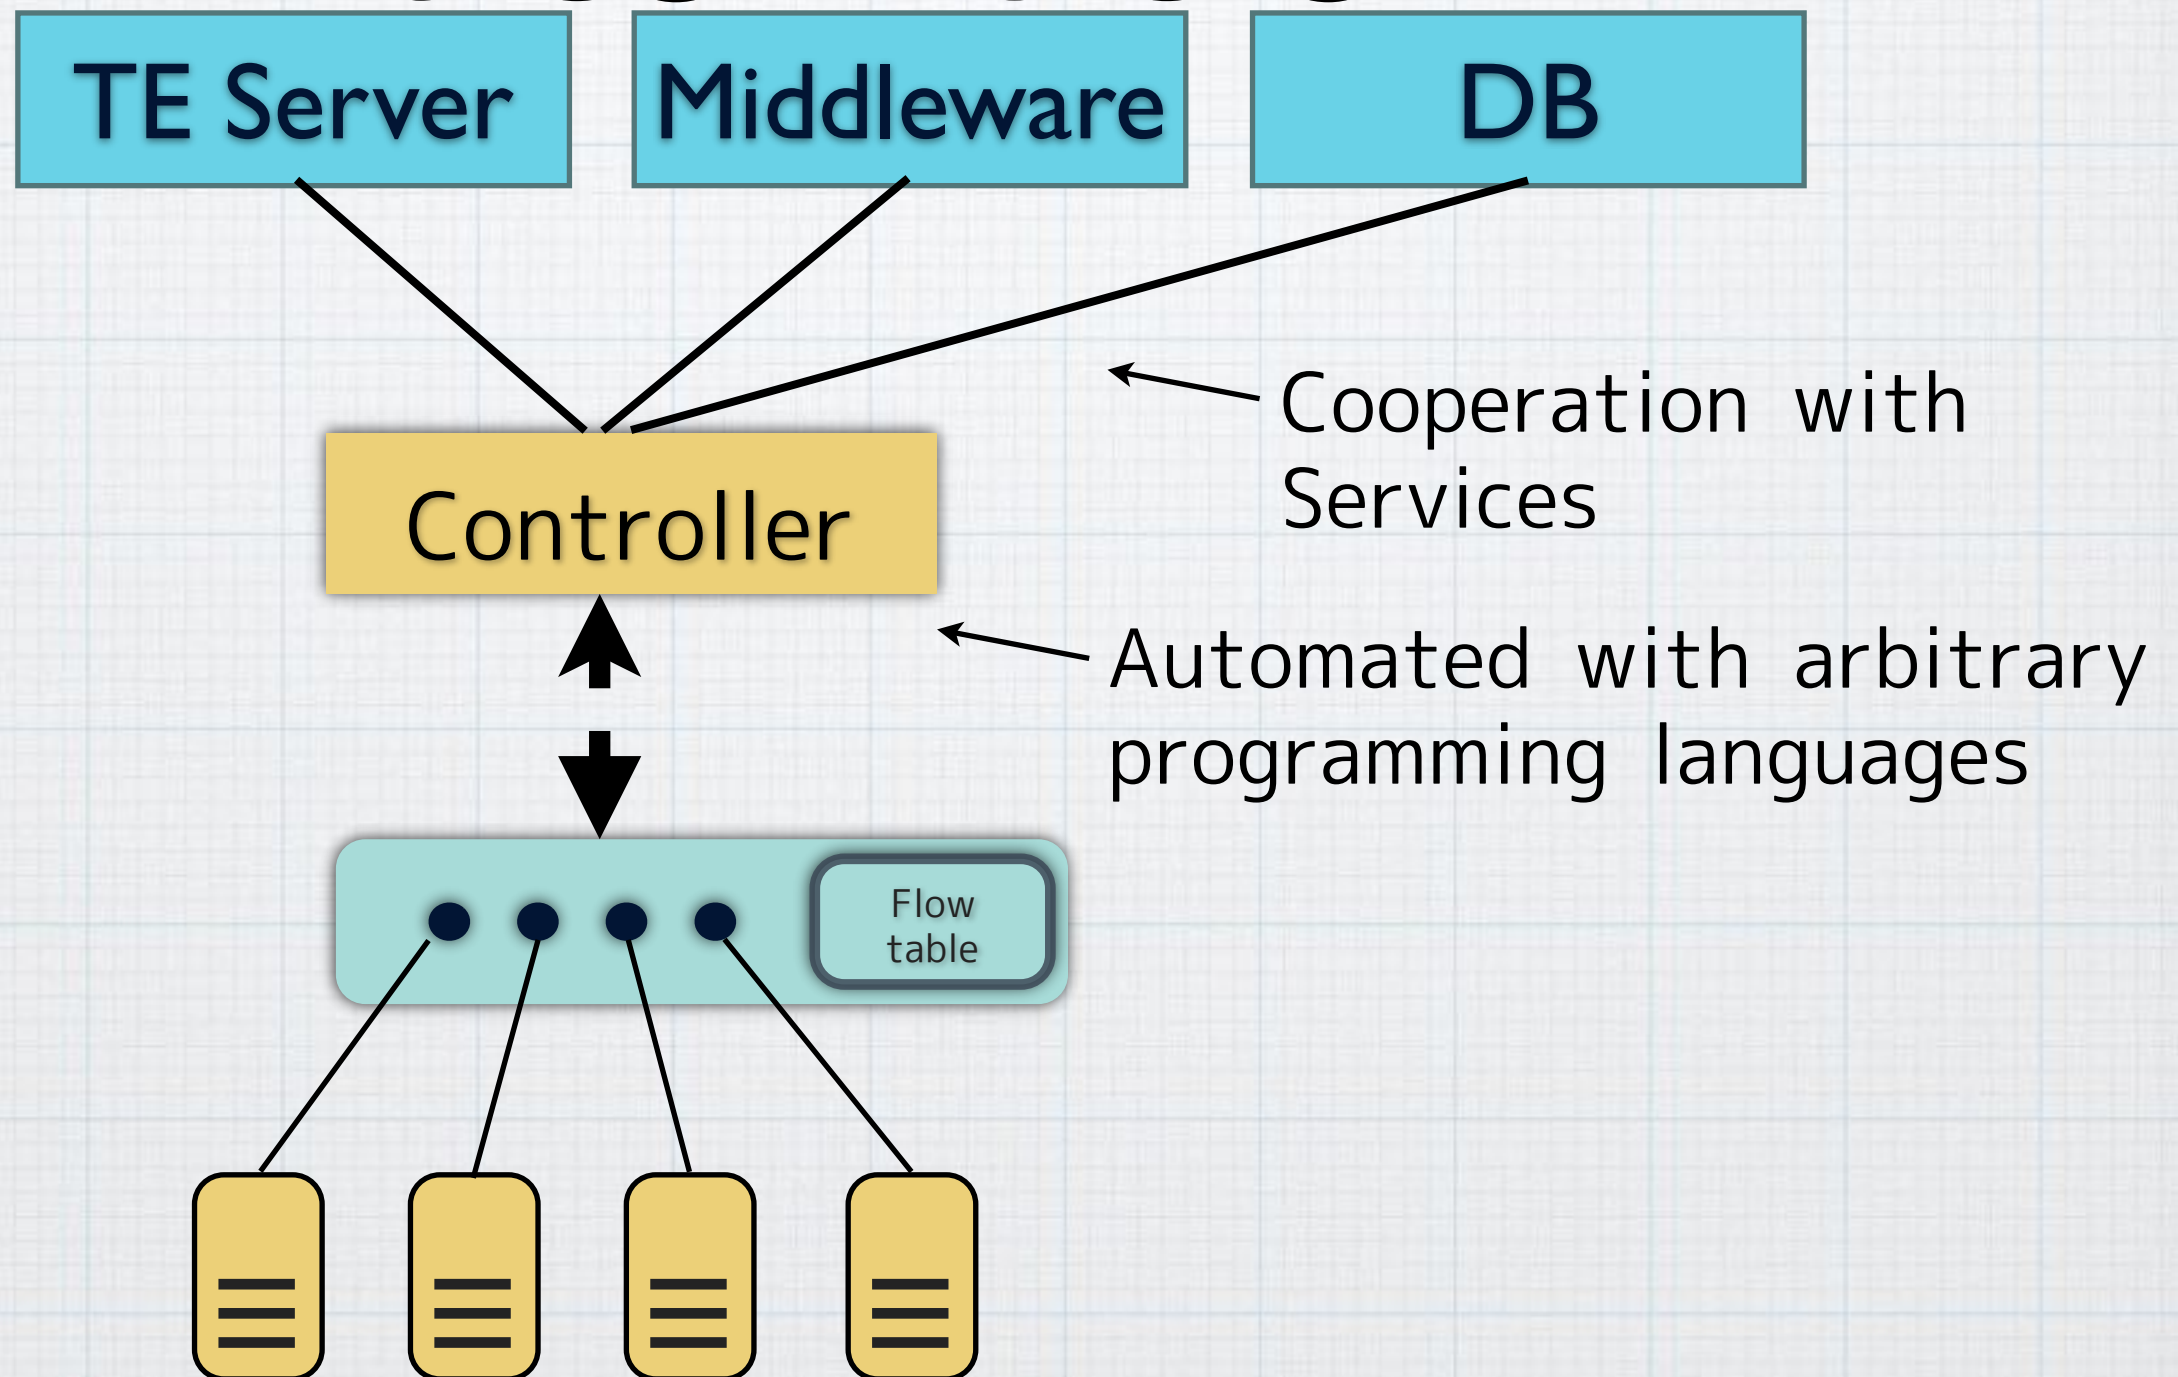 TE Server
Middleware
DB
Cooperation with
Services
Controller
Automated with arbitrary
programming languages
Flow
table